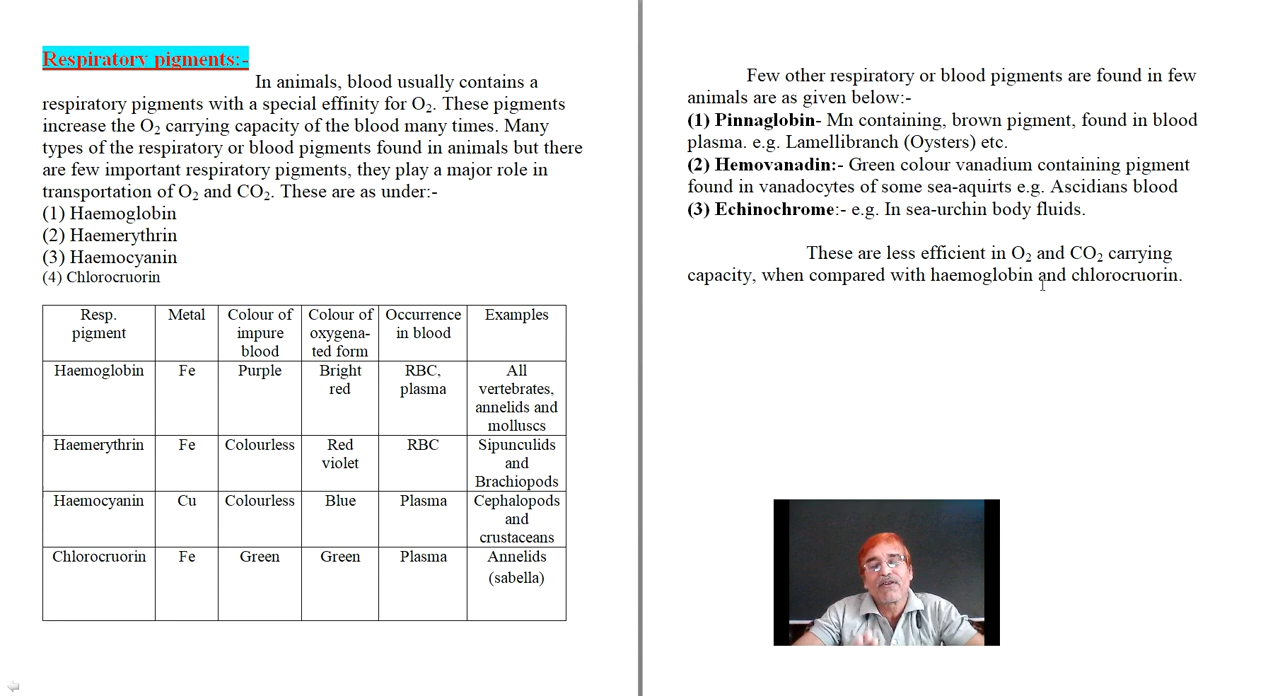 Respiratory pigments:-
In animals, blood usually contains a
respiratory pigments with a special effinity for O₂. These pigments
increase the O₂ carrying capacity of the blood many times. Many
types of the respiratory or blood pigments found in animals but there
are few important respiratory pigments, they play a major role in
transportation of O₂ and CO₂. These are as under:-
(1) Haemoglobin
(2) Haemerythrin
(3) Haemocyanin
(4) Chlorocruorin
Resp. pigment | Metal | Colour of impure blood | Colour of oxygena-ted form | Occurrence in blood | Examples
Haemoglobin | Fe | Purple | Bright red | RBC, plasma | All vertebrates, annelids and molluscs
Haemerythrin | Fe | Colourless | Red violet | RBC | Sipunculids and Brachiopods
Haemocyanin | Cu | Colourless | Blue | Plasma | Cephalopods and crustaceans
Chlorocruorin | Fe | Green | Green | Plasma | Annelids (sabella)
Few other respiratory or blood pigments are found in few
animals are as given below:-
(1) Pinnaglobin- Mn containing, brown pigment, found in blood
plasma. e.g. Lamellibranch (Oysters) etc.
(2) Hemovanadin:- Green colour vanadium containing pigment
found in vanadocytes of some sea-aquirts e.g. Ascidians blood
(3) Echinochrome:- e.g. In sea-urchin body fluids.
These are less efficient in O₂ and CO₂ carrying
capacity, when compared with haemoglobin and chlorocruorin.